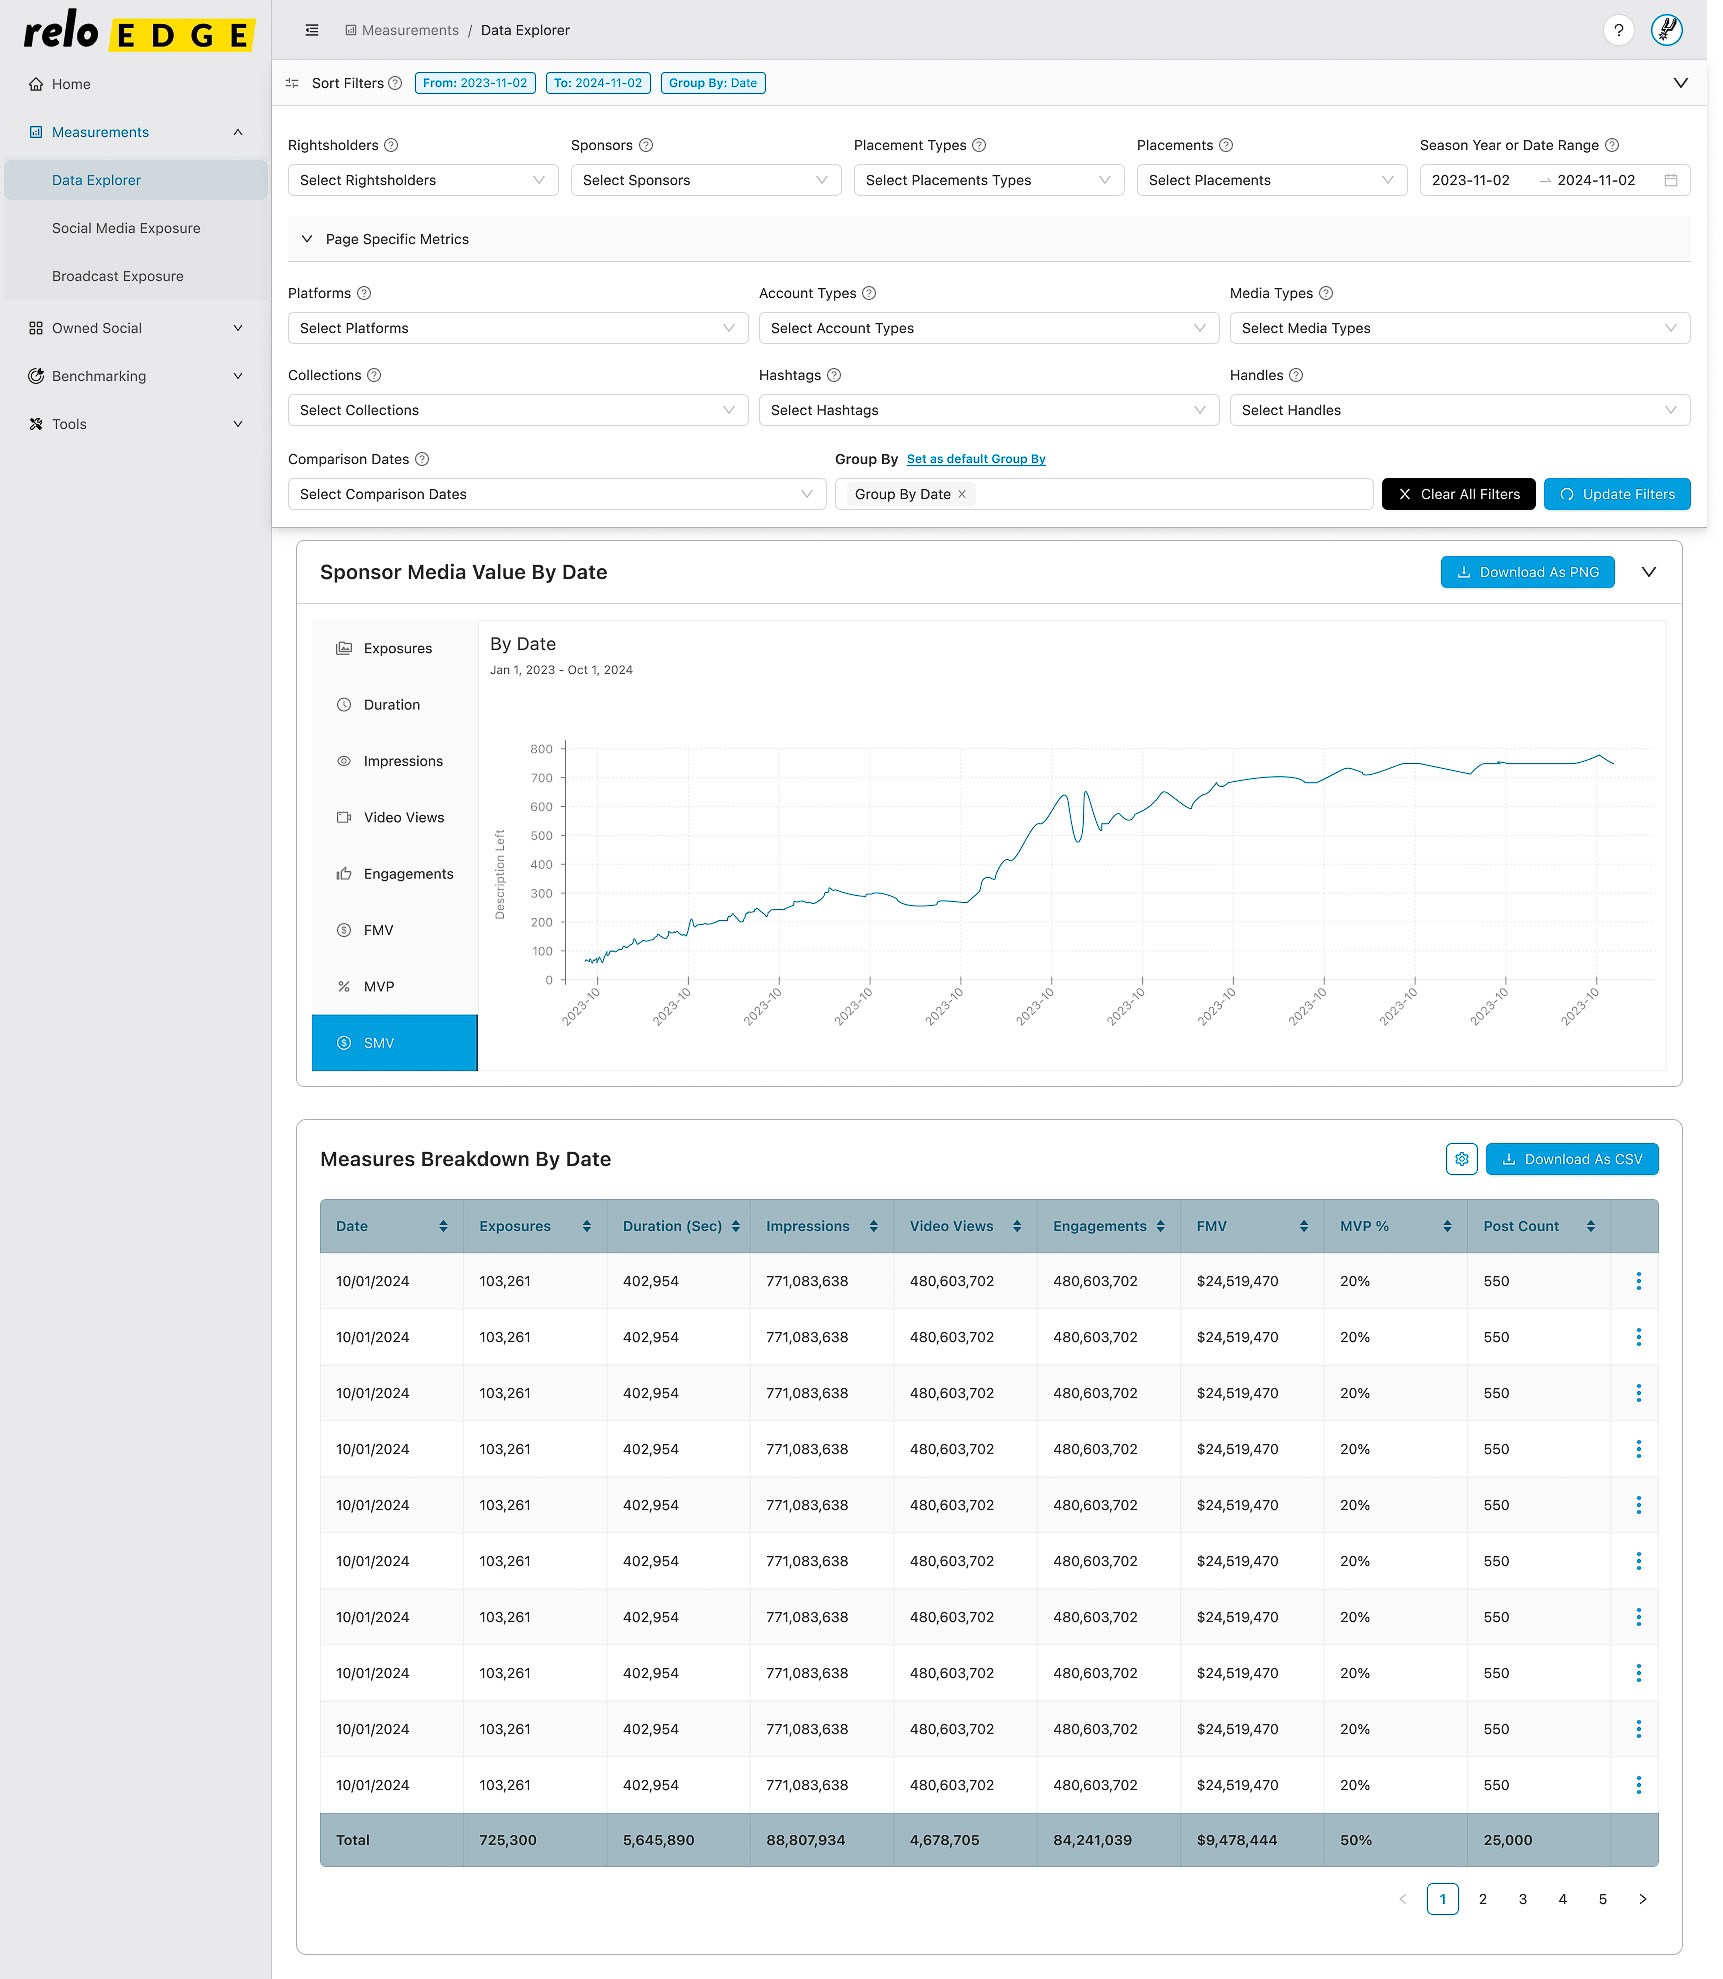 relo EDGE
Home
Measurements
Data Explorer
Social Media Exposure
Broadcast Exposure
Owned Social
Benchmarking
Tools
Measurements / Data Explorer
?
Sort Filters ? From: 2023-11-02 To: 2024-11-02 Group By: Date
Rightsholders ? Sponsors ? Placement Types ? Placements ? Season Year or Date Range ?
Select Rightsholders Select Sponsors Select Placements Types Select Placements 2023-11-02 → 2024-11-02
Page Specific Metrics
Platforms ? Account Types ? Media Types ?
Select Platforms Select Account Types Select Media Types
Collections ? Hashtags ? Handles ?
Select Collections Select Hashtags Select Handles
Comparison Dates ? Group By Set as default Group By
Select Comparison Dates Group By Date × Clear All Filters Update Filters
Sponsor Media Value By Date Download As PNG
Exposures
Duration
Impressions
Video Views
Engagements
FMV
MVP
SMV
By Date
Jan 1, 2023 - Oct 1, 2024
Description Left
800
700
600
500
400
300
200
100
0
2023-10 2023-10 2023-10 2023-10 2023-10 2023-10 2023-10 2023-10 2023-10 2023-10 2023-10 2023-10
Measures Breakdown By Date Download As CSV
Date Exposures Duration (Sec) Impressions Video Views Engagements FMV MVP % Post Count
10/01/2024 103,261 402,954 771,083,638 480,603,702 480,603,702 $24,519,470 20% 550
10/01/2024 103,261 402,954 771,083,638 480,603,702 480,603,702 $24,519,470 20% 550
10/01/2024 103,261 402,954 771,083,638 480,603,702 480,603,702 $24,519,470 20% 550
10/01/2024 103,261 402,954 771,083,638 480,603,702 480,603,702 $24,519,470 20% 550
10/01/2024 103,261 402,954 771,083,638 480,603,702 480,603,702 $24,519,470 20% 550
10/01/2024 103,261 402,954 771,083,638 480,603,702 480,603,702 $24,519,470 20% 550
10/01/2024 103,261 402,954 771,083,638 480,603,702 480,603,702 $24,519,470 20% 550
10/01/2024 103,261 402,954 771,083,638 480,603,702 480,603,702 $24,519,470 20% 550
10/01/2024 103,261 402,954 771,083,638 480,603,702 480,603,702 $24,519,470 20% 550
10/01/2024 103,261 402,954 771,083,638 480,603,702 480,603,702 $24,519,470 20% 550
Total 725,300 5,645,890 88,807,934 4,678,705 84,241,039 $9,478,444 50% 25,000
< 1 2 3 4 5 >